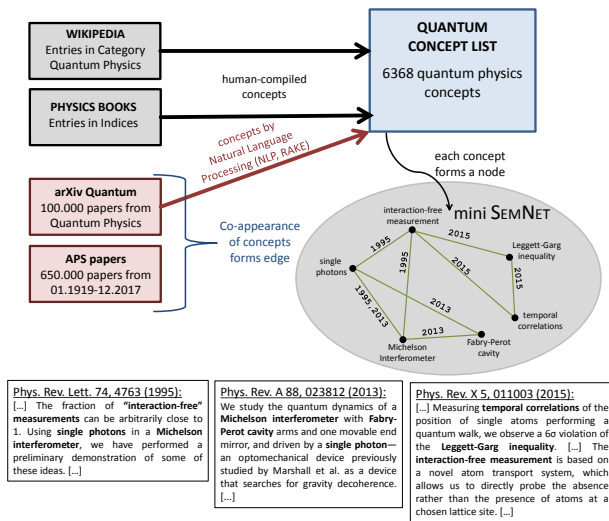 WIKIPEDIA
Entries in Category
Quantum Physics
PHYSICS BOOKS
Entries in Indices
human-compiled
concepts
QUANTUM
CONCEPT LIST
6368 quantum physics
concepts
concepts by
Natural Language
Processing (NLP, RAKE)
arXiv Quantum
100.000 papers from
Quantum Physics
APS papers
650.000 papers from
01.1919-12.2017
Co-appearance
of concepts
forms edge
each concept
forms a node
mini SEMNET
interaction-free
measurement
single
photons
Leggett-Garg
inequality
temporal
correlations
Fabry-Perot
cavity
Michelson
Interferometer
1995
1995
2015
2015
2015
1995, 2013
2013
2013
Phys. Rev. Lett. 74, 4763 (1995):
[...] The fraction of "interaction-free"
measurements can be arbitrarily close to
1. Using single photons in a Michelson
interferometer, we have performed a
preliminary demonstration of some of
these ideas. [...]
Phys. Rev. A 88, 023812 (2013):
We study the quantum dynamics of a
Michelson interferometer with Fabry-
Perot cavity arms and one movable end
mirror, and driven by a single photon—
an optomechanical device previously
studied by Marshall et al. as a device
that searches for gravity decoherence.
[...]
Phys. Rev. X 5, 011003 (2015):
[...] Measuring temporal correlations of the
position of single atoms performing a
quantum walk, we observe a 6σ violation of
the Leggett-Garg inequality. [...] The
interaction-free measurement is based on
a novel atom transport system, which
allows us to directly probe the absence
rather than the presence of atoms at a
chosen lattice site. [...]